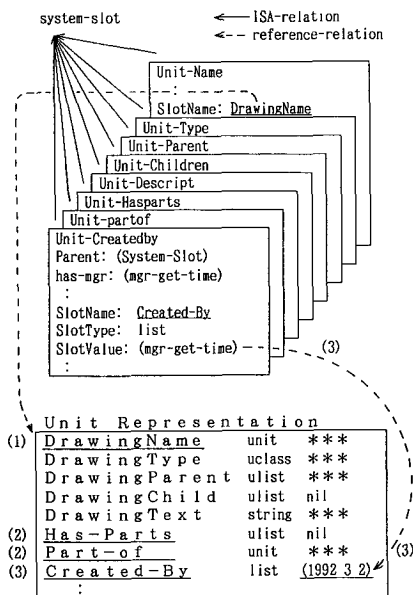 system-slot
ISA-relation
reference-relation
Unit-Name
:
SlotName: DrawingName
Unit-Type
Unit-Parent
Unit-Children
Unit-Descript
Unit-Hasparts
Unit-partof
Unit-Createdby
Parent: (System-Slot)
has-mgr: (mgr-get-time)
:
SlotName: Created-By
SlotType: list
SlotValue: (mgr-get-time)
(3)
Unit Representation
(1) DrawingName unit ***
DrawingType uclass ***
DrawingParent ulist ***
DrawingChild ulist nil
DrawingText string ***
(2) Has-Parts ulist nil
(2) Part-of unit *** (3)
(3) Created-By list (1992 3 2)
: